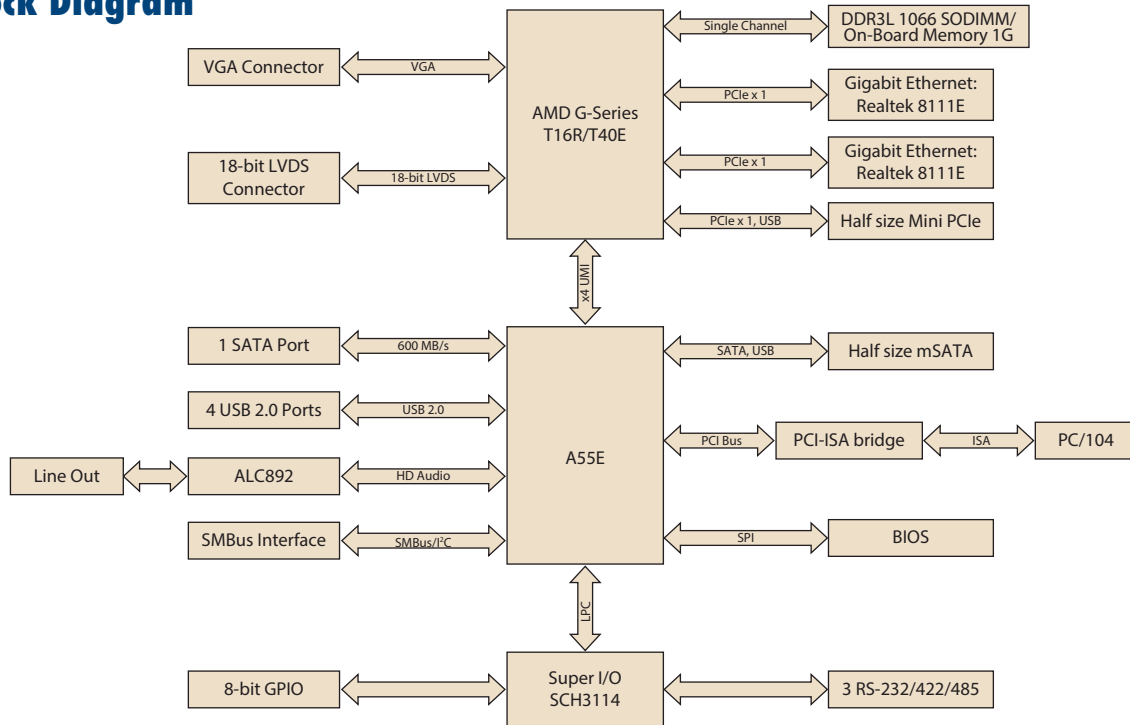 ock Diagram
VGA Connector
VGA
18-bit LVDS
Connector
18-bit LVDS
AMD G-Series
T16R/T40E
Single Channel
DDR3L 1066 SODIMM/
On-Board Memory 1G
PCIe x 1
Gigabit Ethernet:
Realtek 8111E
PCIe x 1
Gigabit Ethernet:
Realtek 8111E
PCIe x 1, USB
Half size Mini PCIe
x4 UMI
1 SATA Port
600 MB/s
4 USB 2.0 Ports
USB 2.0
Line Out
ALC892
HD Audio
SMBus Interface
SMBus/I²C
A55E
SATA, USB
Half size mSATA
PCI Bus
PCI-ISA bridge
ISA
PC/104
SPI
BIOS
LPC
8-bit GPIO
Super I/O
SCH3114
3 RS-232/422/485